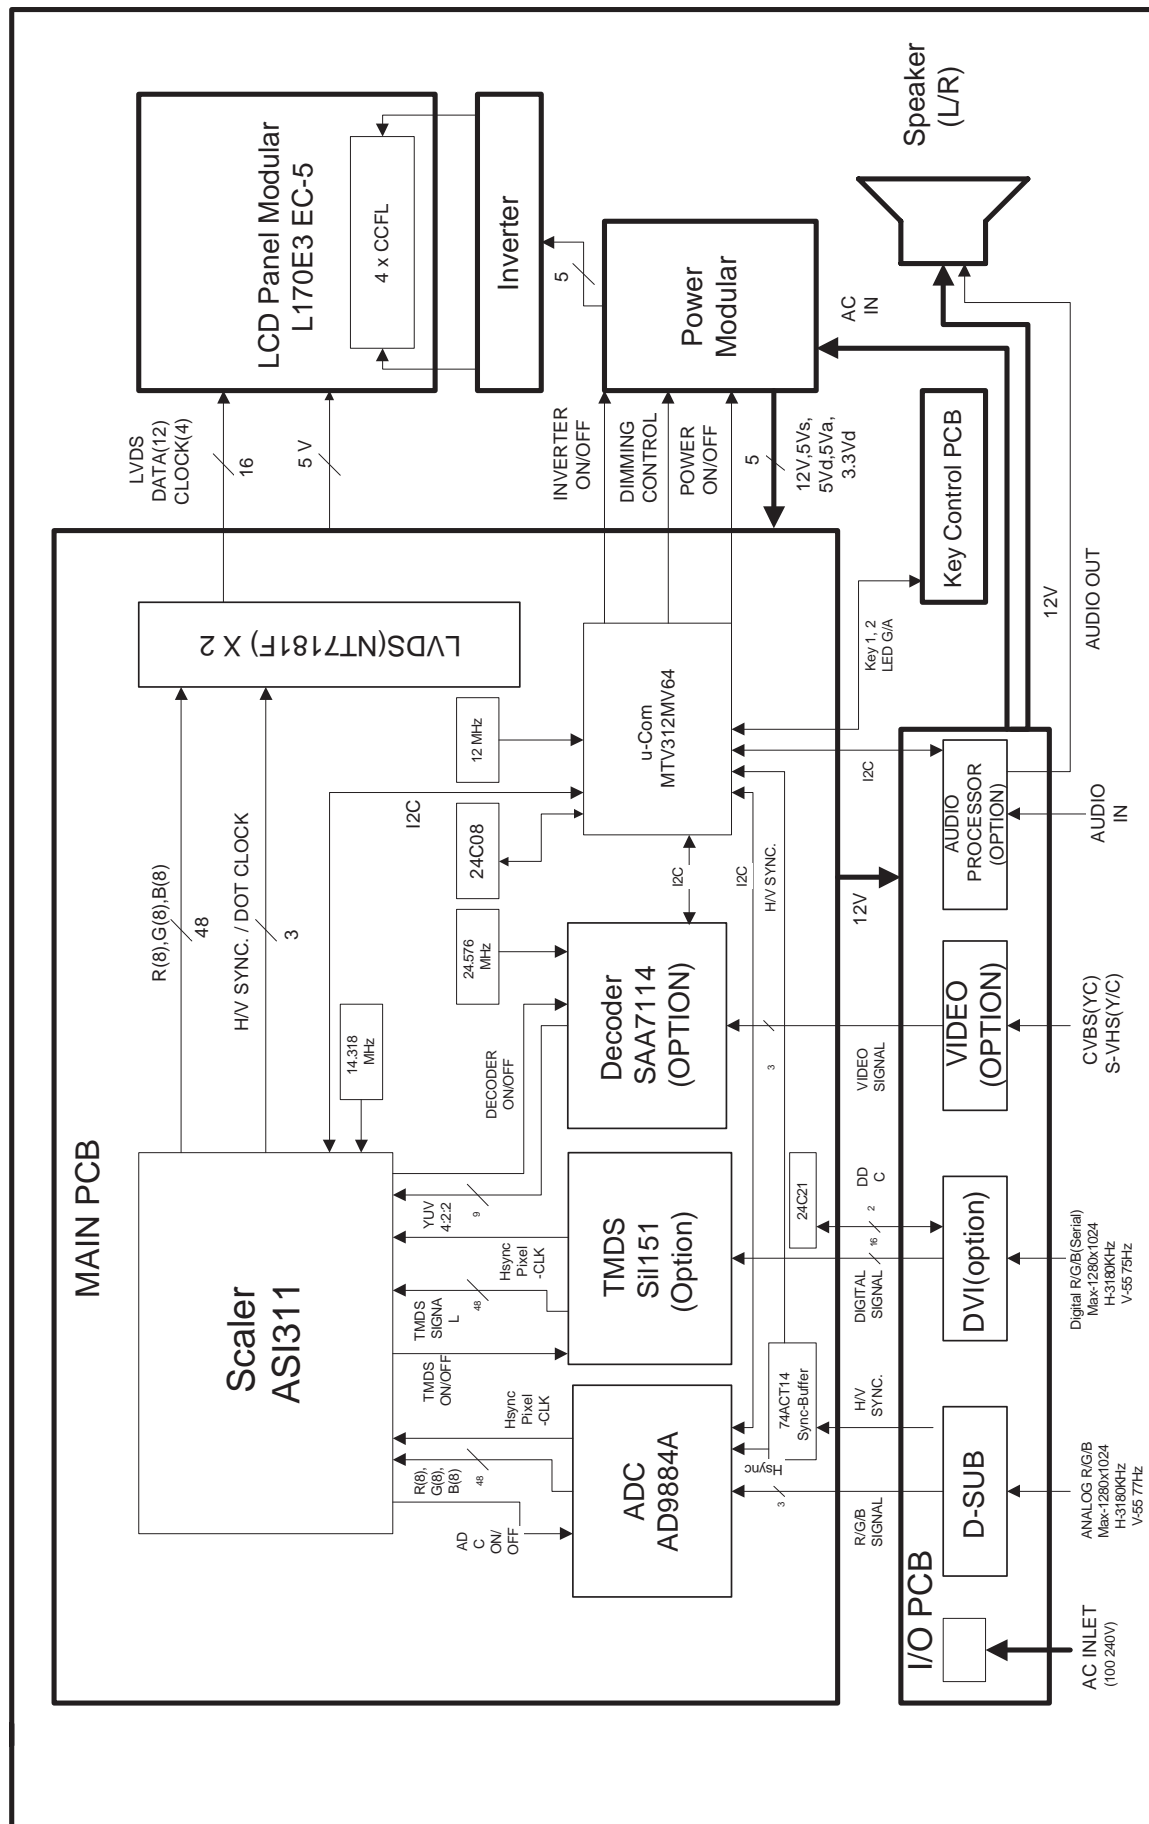 MAIN PCB
Scaler
ASI311
R(8),G(8),B(8)
48
H/V SYNC. / DOT CLOCK
3
LVDS(NT7181F) X 2
LVDS
DATA(12)
CLOCK(4)
16
5 V
LCD Panel Modular
L170E3 EC-5
4 x CCFL
Inverter
5
14.318
MHz
I2C
12 MHz
24C08
24.576
MHz
u-Com
MTV312MV64
INVERTER
ON/OFF
DIMMING
CONTROL
POWER
ON/OFF
Power
Modular
5
12V,5Vs,
5Vd,5Va,
3.3Vd
AC
IN
Speaker
(L/R)
AD
C
ON/
OFF
R(8),
G(8),
B(8)
48
Hsync
Pixel
-CLK
TMDS
ON/OFF
TMDS
SIGNA
L
48
Hsync
Pixel
-CLK
YUV
4:2:2
9
DECODER
ON/OFF
ADC
AD9884A
TMDS
Sil151
(Option)
Decoder
SAA7114
(OPTION)
I2C
I2C
H/V SYNC.
Key 1, 2
LED G/A
Key Control PCB
I2C
Hsync
74ACT14
Sync-Buffer
24C21
3
R/G/B
SIGNAL
H/V
SYNC.
DIGITAL
SIGNAL
16
2
DD
C
3
VIDEO
SIGNAL
12V
12V
AUDIO OUT
I/O PCB
D-SUB
DVI(option)
VIDEO
(OPTION)
AUDIO
PROCESSOR
(OPTION)
AC INLET
(100 240V)
ANALOG R/G/B
Max-1280x1024
H-3180KHz
V-55 77Hz
Digital R/G/B(Serial)
Max-1280x1024
H-3180KHz
V-55 75Hz
CVBS(YC)
S-VHS(Y/C)
AUDIO
IN